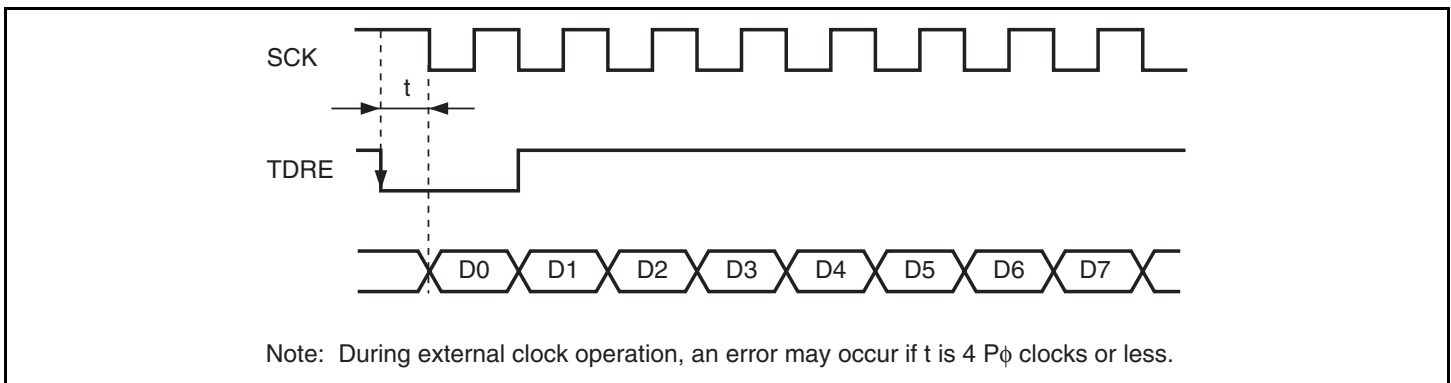 SCK
t
TDRE
D0 D1 D2 D3 D4 D5 D6 D7
Note: During external clock operation, an error may occur if t is 4 Pϕ clocks or less.